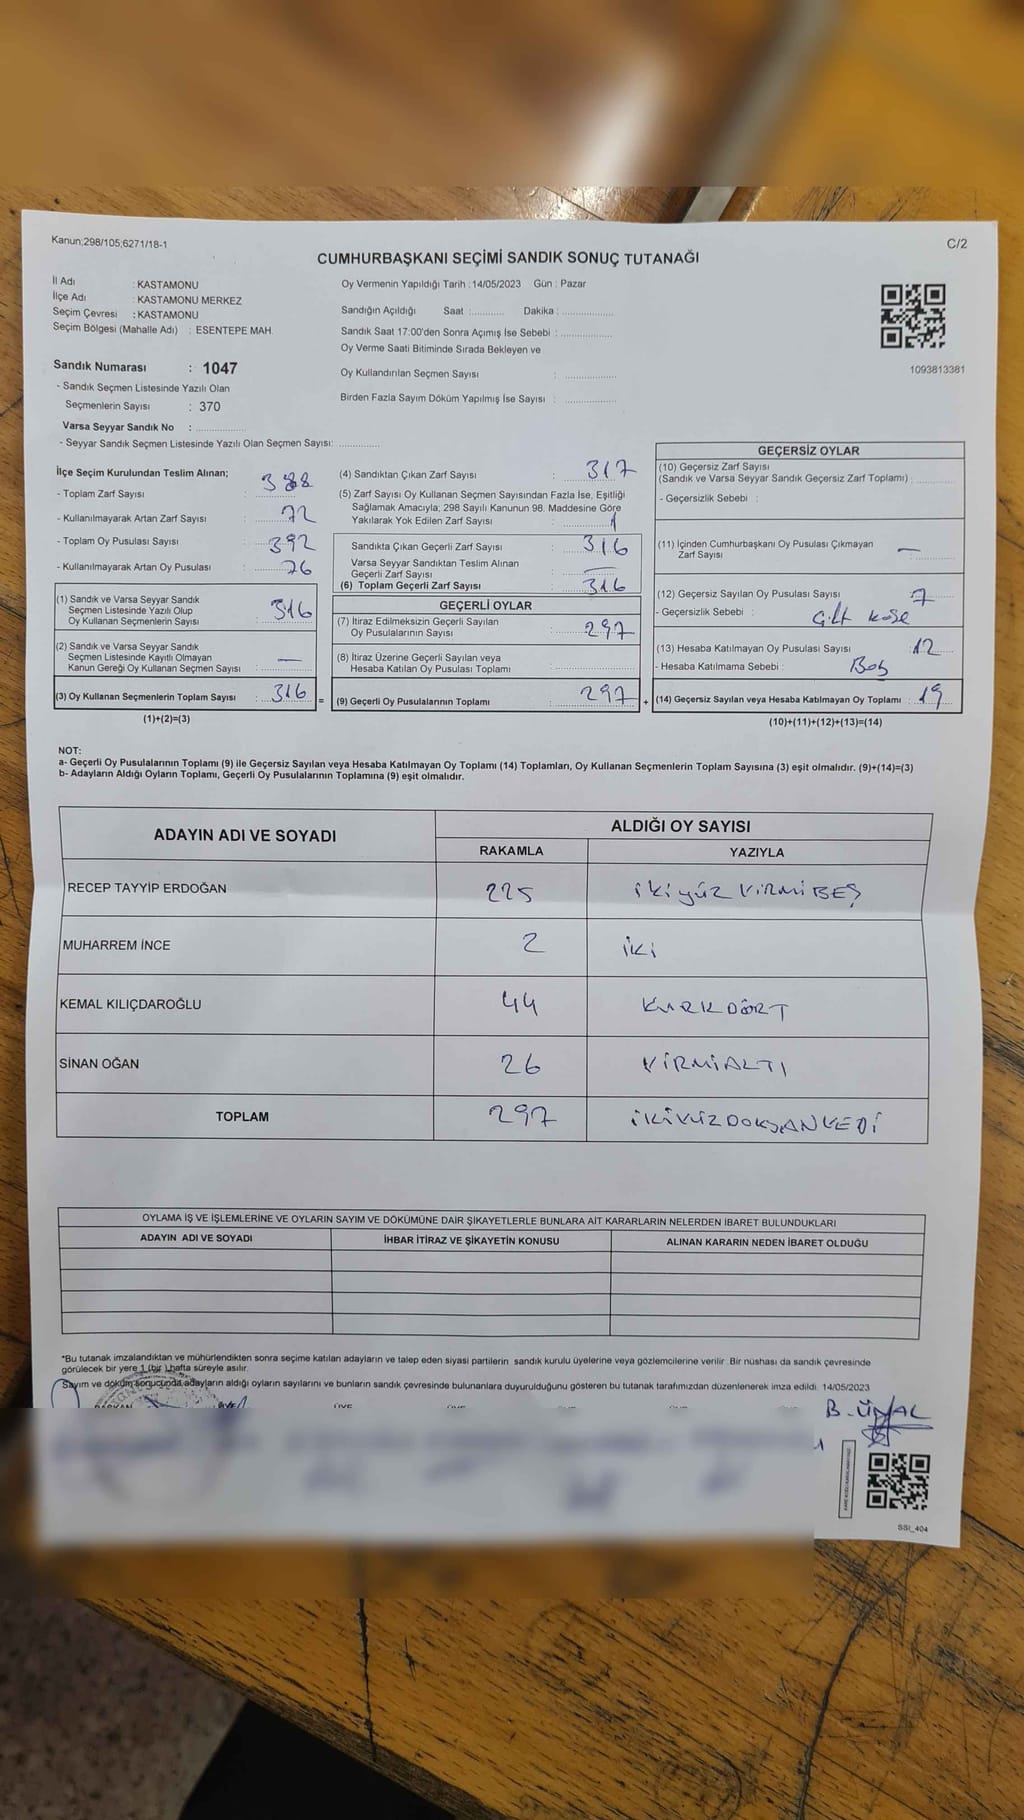 Kanun;298/105;6271/18-1
C/2
CUMHURBAŞKANI SEÇİMİ SANDIK SONUÇ TUTANAĞI
İl Adı : KASTAMONU
İlçe Adı : KASTAMONU MERKEZ
Seçim Çevresi : KASTAMONU
Seçim Bölgesi (Mahalle Adı) : ESENTEPE MAH.
Sandık Numarası : 1047
- Sandık Seçmen Listesinde Yazılı Olan
Seçmenlerin Sayısı : 370
Varsa Seyyar Sandık No : ..............
- Seyyar Sandık Seçmen Listesinde Yazılı Olan Seçmen Sayısı: ..............
Oy Vermenin Yapıldığı Tarih : 14/05/2023 Gün : Pazar
Sandığın Açıldığı Saat :........... Dakika : .................
Sandık Saat 17:00'den Sonra Açımış İse Sebebi : .................
Oy Verme Saati Bitiminde Sırada Bekleyen ve
Oy Kullandırılan Seçmen Sayısı : .................
Birden Fazla Sayım Döküm Yapılmış İse Sayısı : .................
1093813381
İlçe Seçim Kurulundan Teslim Alınan;
- Toplam Zarf Sayısı : 388
- Kullanılmayarak Artan Zarf Sayısı : 72
- Toplam Oy Pusulası Sayısı : 392
- Kullanılmayarak Artan Oy Pusulası : 76
(1) Sandık ve Varsa Seyyar Sandık
Seçmen Listesinde Yazılı Olup
Oy Kullanan Seçmenlerin Sayısı : 316
(2) Sandık ve Varsa Seyyar Sandık
Seçmen Listesinde Kayıtlı Olmayan
Kanun Gereği Oy Kullanan Seçmen Sayısı : —
(3) Oy Kullanan Seçmenlerin Toplam Sayısı : 316 =
(1)+(2)=(3)
(4) Sandıktan Çıkan Zarf Sayısı : 317
(5) Zarf Sayısı Oy Kullanan Seçmen Sayısından Fazla İse, Eşitliği
Sağlamak Amacıyla; 298 Sayılı Kanunun 98. Maddesine Göre
Yakılarak Yok Edilen Zarf Sayısı : 1
Sandıkta Çıkan Geçerli Zarf Sayısı : 316
Varsa Seyyar Sandıktan Teslim Alınan
Geçerli Zarf Sayısı : —
(6) Toplam Geçerli Zarf Sayısı : 316
GEÇERLİ OYLAR
(7) İtiraz Edilmeksizin Geçerli Sayılan
Oy Pusulalarının Sayısı : 297
(8) İtiraz Üzerine Geçerli Sayılan veya
Hesaba Katılan Oy Pusulası Toplamı :
(9) Geçerli Oy Pusulalarının Toplamı : 297 +
GEÇERSİZ OYLAR
(10) Geçersiz Zarf Sayısı
(Sandık ve Varsa Seyyar Sandık Geçersiz Zarf Toplamı) :
- Geçersizlik Sebebi :
(11) İçinden Cumhurbaşkanı Oy Pusulası Çıkmayan
Zarf Sayısı : —
(12) Geçersiz Sayılan Oy Pusulası Sayısı : 7
- Geçersizlik Sebebi : Çift kaşe
(13) Hesaba Katılmayan Oy Pusulası Sayısı : 12
- Hesaba Katılmama Sebebi : Boş
(14) Geçersiz Sayılan veya Hesaba Katılmayan Oy Toplamı : 19
(10)+(11)+(12)+(13)=(14)
NOT:
a- Geçerli Oy Pusulalarının Toplamı (9) ile Geçersiz Sayılan veya Hesaba Katılmayan Oy Toplamı (14) Toplamları, Oy Kullanan Seçmenlerin Toplam Sayısına (3) eşit olmalıdır. (9)+(14)=(3)
b- Adayların Aldığı Oyların Toplamı, Geçerli Oy Pusulalarının Toplamına (9) eşit olmalıdır.
ADAYIN ADI VE SOYADI ALDIĞI OY SAYISI
RAKAMLA YAZIYLA
RECEP TAYYİP ERDOĞAN 225 İkiyüz YİRMİBEŞ
MUHARREM İNCE 2 İKİ
KEMAL KILIÇDAROĞLU 44 KIRKDÖRT
SİNAN OĞAN 26 YİRMİALTI
TOPLAM 297 İKİYÜZDOKSANYEDİ
OYLAMA İŞ VE İŞLEMLERİNE VE OYLARIN SAYIM VE DÖKÜMÜNE DAİR ŞİKAYETLERLE BUNLARA AİT KARARLARIN NELERDEN İBARET BULUNDUKLARI
ADAYIN ADI VE SOYADI İHBAR İTİRAZ VE ŞİKAYETİN KONUSU ALINAN KARARIN NEDEN İBARET OLDUĞU
*Bu tutanak imzalandıktan ve mühürlendikten sonra seçime katılan adayların ve talep eden siyasi partilerin sandık kurulu üyelerine veya gözlemcilerine verilir. Bir nüshası da sandık çevresinde
görülecek bir yere 1 (bir ) hafta süreyle asılır.
Sayım ve döküm sonucunda adayların aldığı oyların sayılarını ve bunların sandık çevresinde bulunanlara duyurulduğunu gösteren bu tutanak tarafımızdan düzenlenerek imza edildi. 14/05/2023
B. ÜNAL
SSI_404